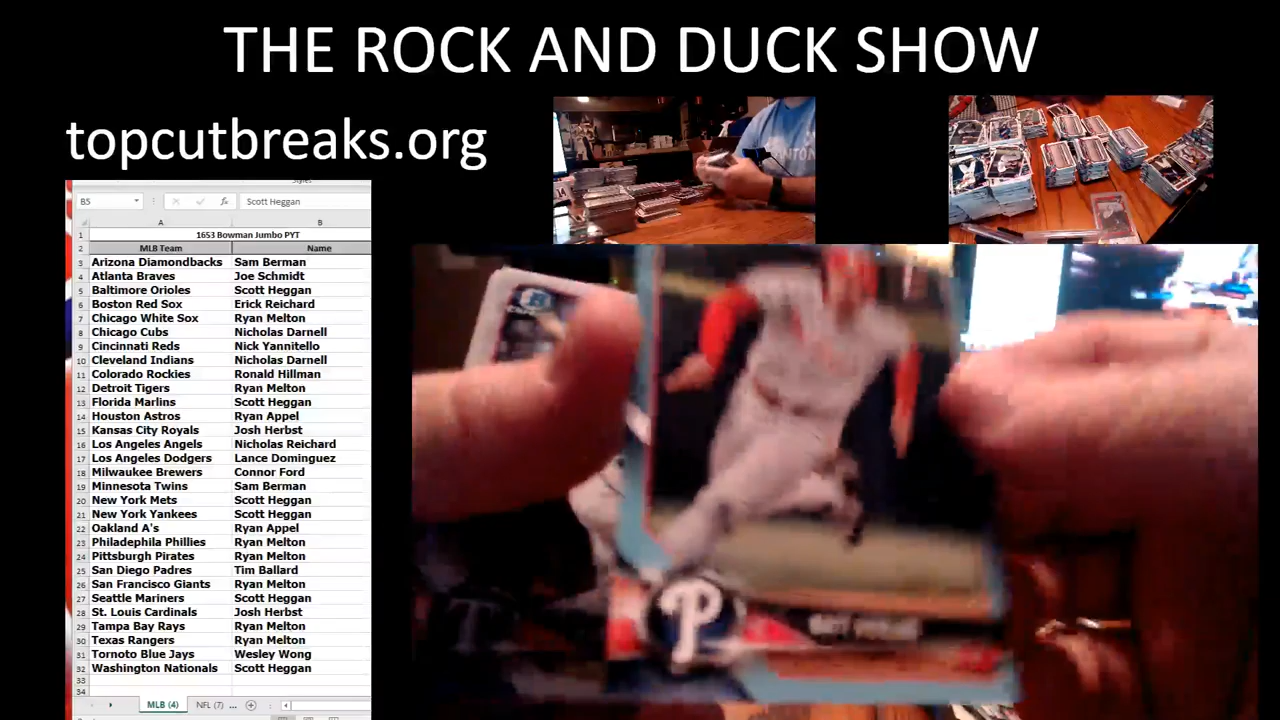 THE ROCK AND DUCK SHOW
topcutbreaks.org
B5 fx Scott Heggan
A B
1 1653 Bowman Jumbo PYT
2 MLB Team Name
3 Arizona Diamondbacks Sam Berman
4 Atlanta Braves Joe Schmidt
5 Baltimore Orioles Scott Heggan
6 Boston Red Sox Erick Reichard
7 Chicago White Sox Ryan Melton
8 Chicago Cubs Nicholas Darnell
9 Cincinnati Reds Nick Yannitello
10 Cleveland Indians Nicholas Darnell
11 Colorado Rockies Ronald Hillman
12 Detroit Tigers Ryan Melton
13 Florida Marlins Scott Heggan
14 Houston Astros Ryan Appel
15 Kansas City Royals Josh Herbst
16 Los Angeles Angels Nicholas Reichard
17 Los Angeles Dodgers Lance Dominguez
18 Milwaukee Brewers Connor Ford
19 Minnesota Twins Sam Berman
20 New York Mets Scott Heggan
21 New York Yankees Scott Heggan
22 Oakland A's Ryan Appel
23 Philadephila Phillies Ryan Melton
24 Pittsburgh Pirates Ryan Melton
25 San Diego Padres Tim Ballard
26 San Francisco Giants Ryan Melton
27 Seattle Mariners Scott Heggan
28 St. Louis Cardinals Josh Herbst
29 Tampa Bay Rays Ryan Melton
30 Texas Rangers Ryan Melton
31 Tornoto Blue Jays Wesley Wong
32 Washington Nationals Scott Heggan
33
34
MLB (4) NFL (7) ...
P